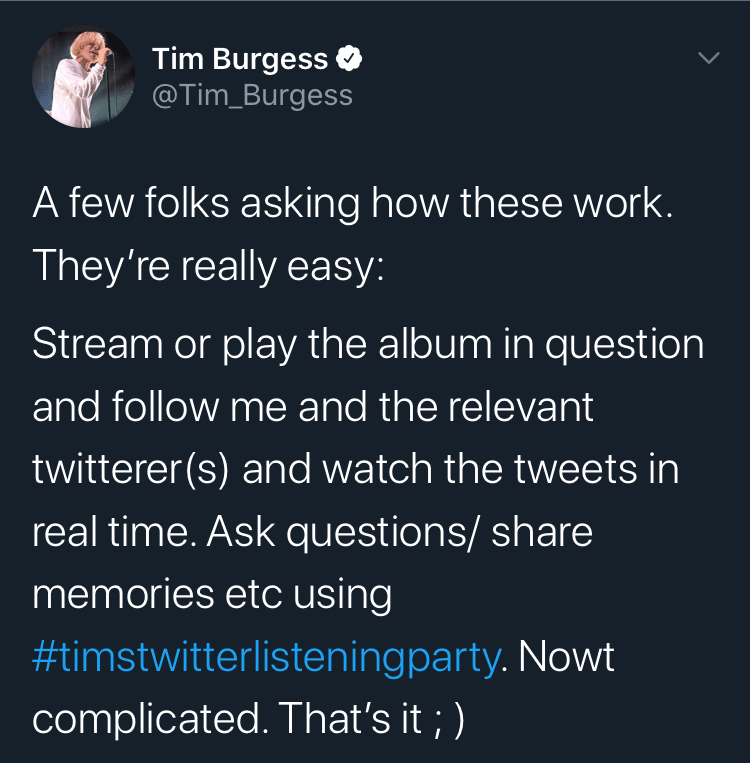 Tim Burgess
@Tim_Burgess
A few folks asking how these work.
They’re really easy:
Stream or play the album in question
and follow me and the relevant
twitterer(s) and watch the tweets in
real time. Ask questions/ share
memories etc using
#timstwitterlisteningparty. Nowt
complicated. That’s it ; )